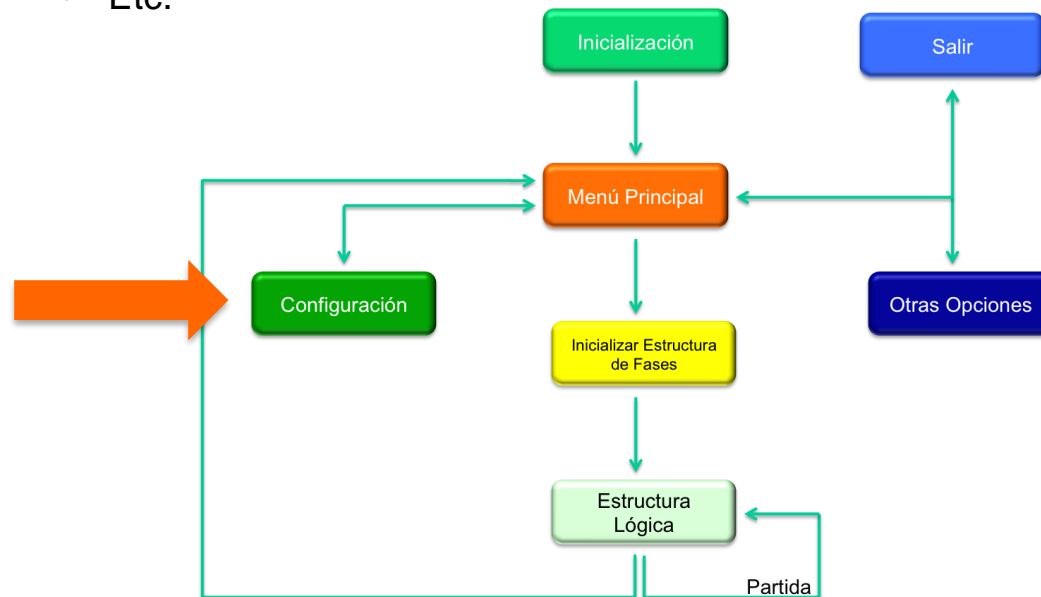 Etc.
Inicialización
Salir
Menú Principal
Configuración
Otras Opciones
Inicializar Estructura
de Fases
Estructura
Lógica
Partida